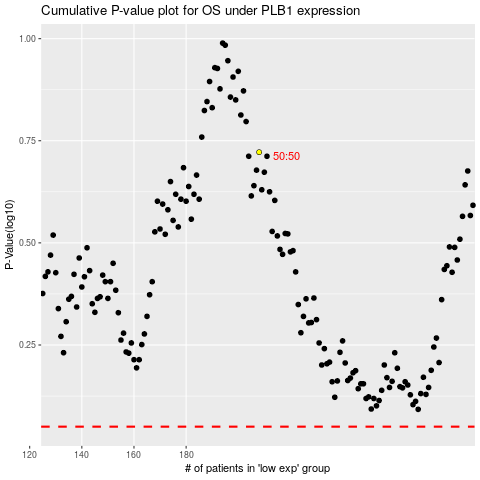 Cumulative P-value plot for OS under PLB1 expression
P-Value(log10)
1.00
0.75
0.50
0.25
50:50
120 140 160 180
# of patients in 'low exp' group